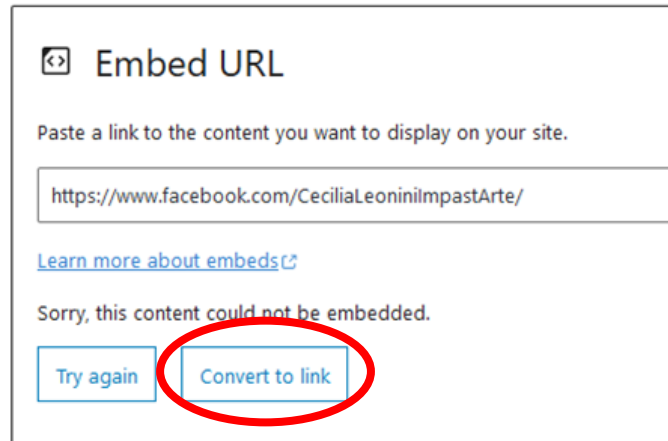 Embed URL
Paste a link to the content you want to display on your site.
https://www.facebook.com/CeciliaLeoniniImpastArte/
Learn more about embeds
Sorry, this content could not be embedded.
Try again
Convert to link